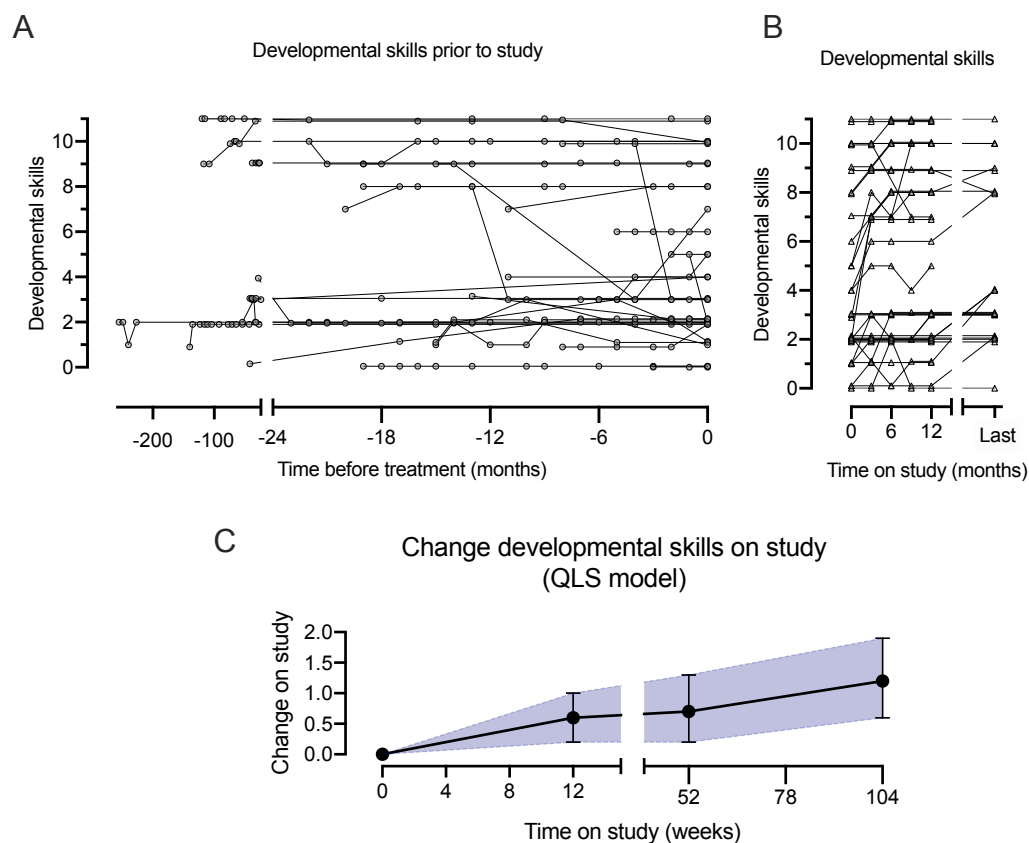 A
Developmental skills prior to study
Developmental skills
10
8
6
4
2
0
-200
-100
-24
-18
-12
-6
0
Time before treatment (months)
B
Developmental skills
Developmental skills
10
8
6
4
2
0
0
6
12
Last
Time on study (months)
C
Change developmental skills on study
(QLS model)
Change on study
2.0
1.5
1.0
0.5
0.0
0
4
8
12
52
78
104
Time on study (weeks)